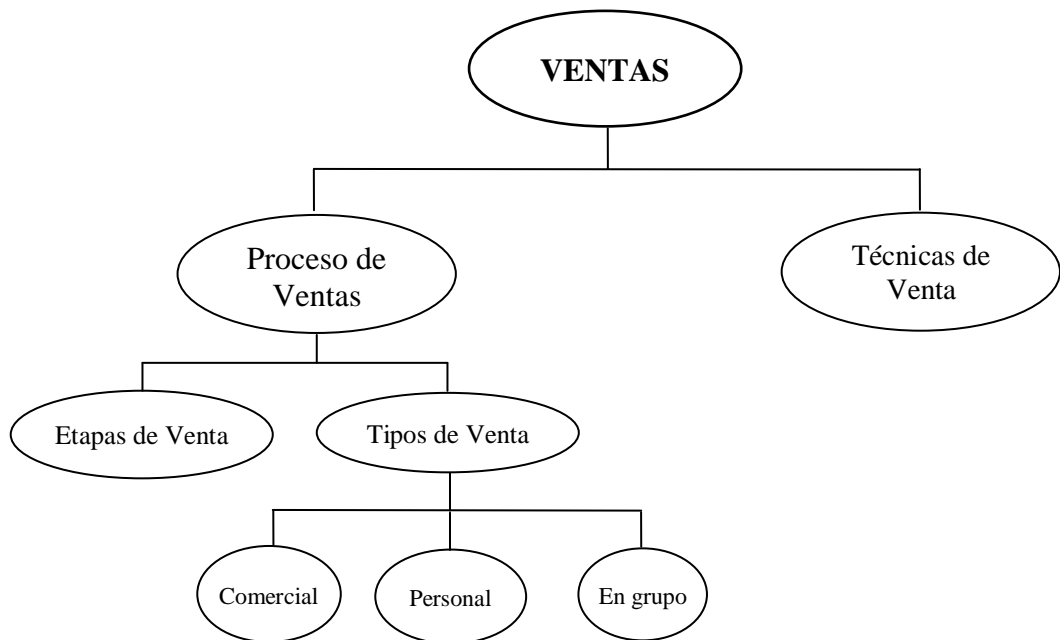 VENTAS
Proceso de
Ventas
Técnicas de
Venta
Etapas de Venta
Tipos de Venta
Comercial
Personal
En grupo